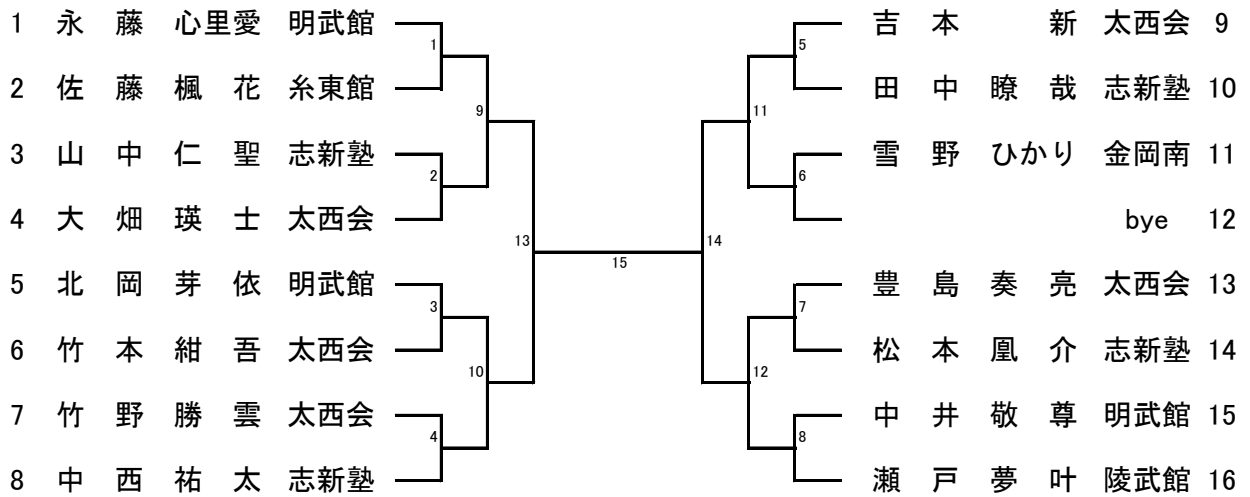 1 永藤 心里愛 明武館
2 佐藤 楓花 糸東館
3 山中 仁聖 志新塾
4 大畑 瑛士 太西会
5 北岡 芽依 明武館
6 竹本 紺吾 太西会
7 竹野 勝雲 太西会
8 中西 祐太 志新塾
1
2
3
4
9
10
13
15
14
11
12
5
6
7
8
吉本 新 太西会 9
田中 瞭哉 志新塾 10
雪野 ひかり 金岡南 11
bye 12
豊島 奏亮 太西会 13
松本 凰介 志新塾 14
中井 敬尊 明武館 15
瀬戸 夢叶 陵武館 16